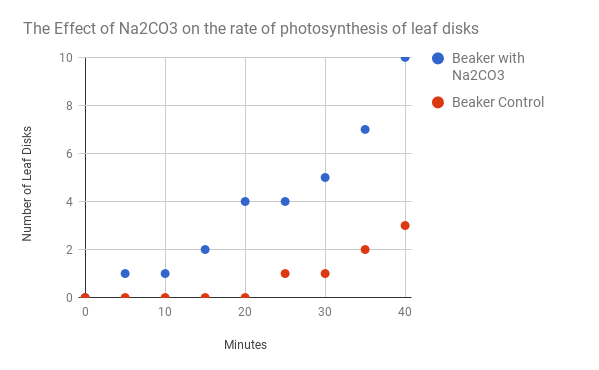 The Effect of Na2CO3 on the rate of photosynthesis of leaf disks
10
8
6
4
2
0
Number of Leaf Disks
0 10 20 30 40
Minutes
Beaker with
Na2CO3
Beaker Control